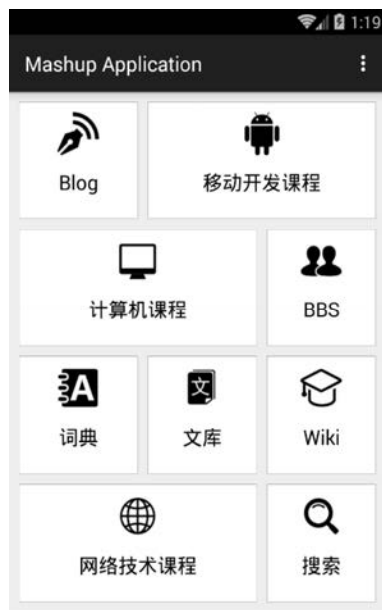 1:19
Mashup Application
Blog
移动开发课程
计算机课程
BBS
A
词典
文
文库
Wiki
网络技术课程
搜索